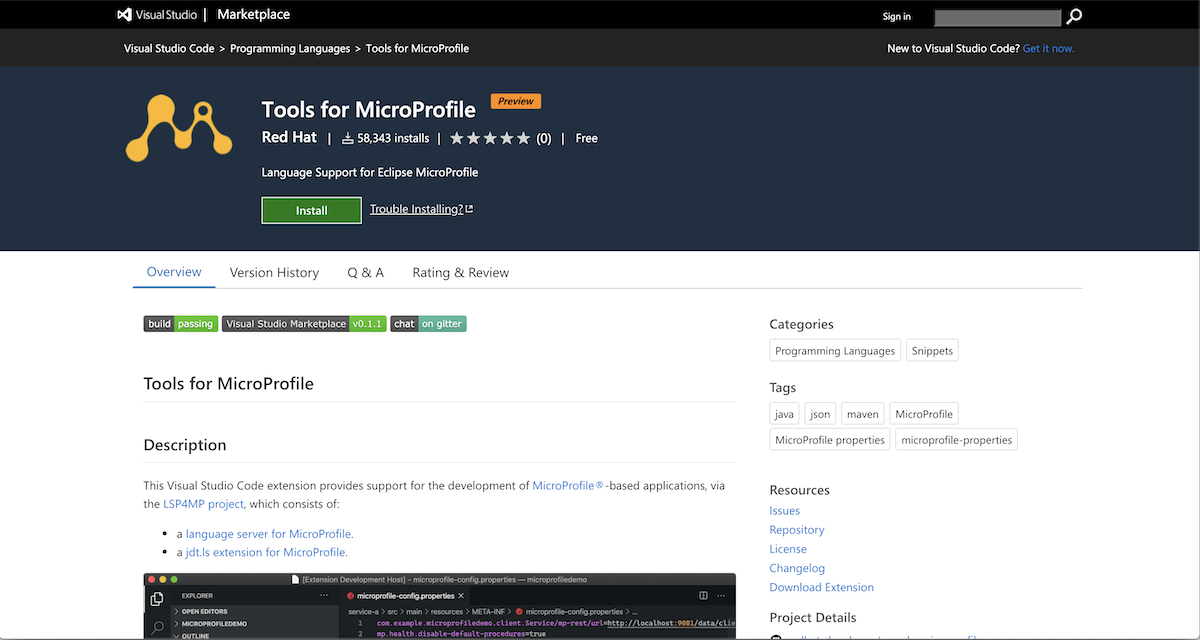 Visual Studio | Marketplace
Sign in
Visual Studio Code > Programming Languages > Tools for MicroProfile
New to Visual Studio Code? Get it now.
Tools for MicroProfile Preview
Red Hat | 58,343 installs | (0) | Free
Language Support for Eclipse MicroProfile
Install Trouble Installing?
Overview Version History Q & A Rating & Review
build passing Visual Studio Marketplace v0.1.1 chat on gitter
Tools for MicroProfile
Description
This Visual Studio Code extension provides support for the development of MicroProfile®-based applications, via
the LSP4MP project, which consists of:
• a language server for MicroProfile.
• a jdt.ls extension for MicroProfile.
[Extension Development Host] - microprofile-config.properties — microprofiledemo
EXPLORER
OPEN EDITORS
MICROPROFILEDEMO
OUTLINE
microprofile-config.properties
service-a > src > main > resources > META-INF > microprofile-config.properties > ...
1 com.example.microprofiledemo.client.Service/mp-rest/url=http://localhost:9081/data/clie
2 mp.health.disable-default-procedures=true
Categories
Programming Languages Snippets
Tags
java json maven MicroProfile
MicroProfile properties microprofile-properties
Resources
Issues
Repository
License
Changelog
Download Extension
Project Details